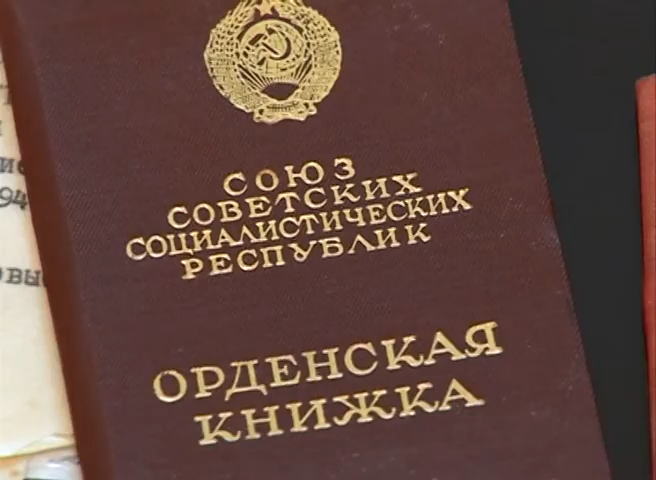 СОЮЗ
СОВЕТСКИХ
СОЦИАЛИСТИЧЕСКИХ
РЕСПУБЛИК
ОРДЕНСКАЯ
КНИЖКА